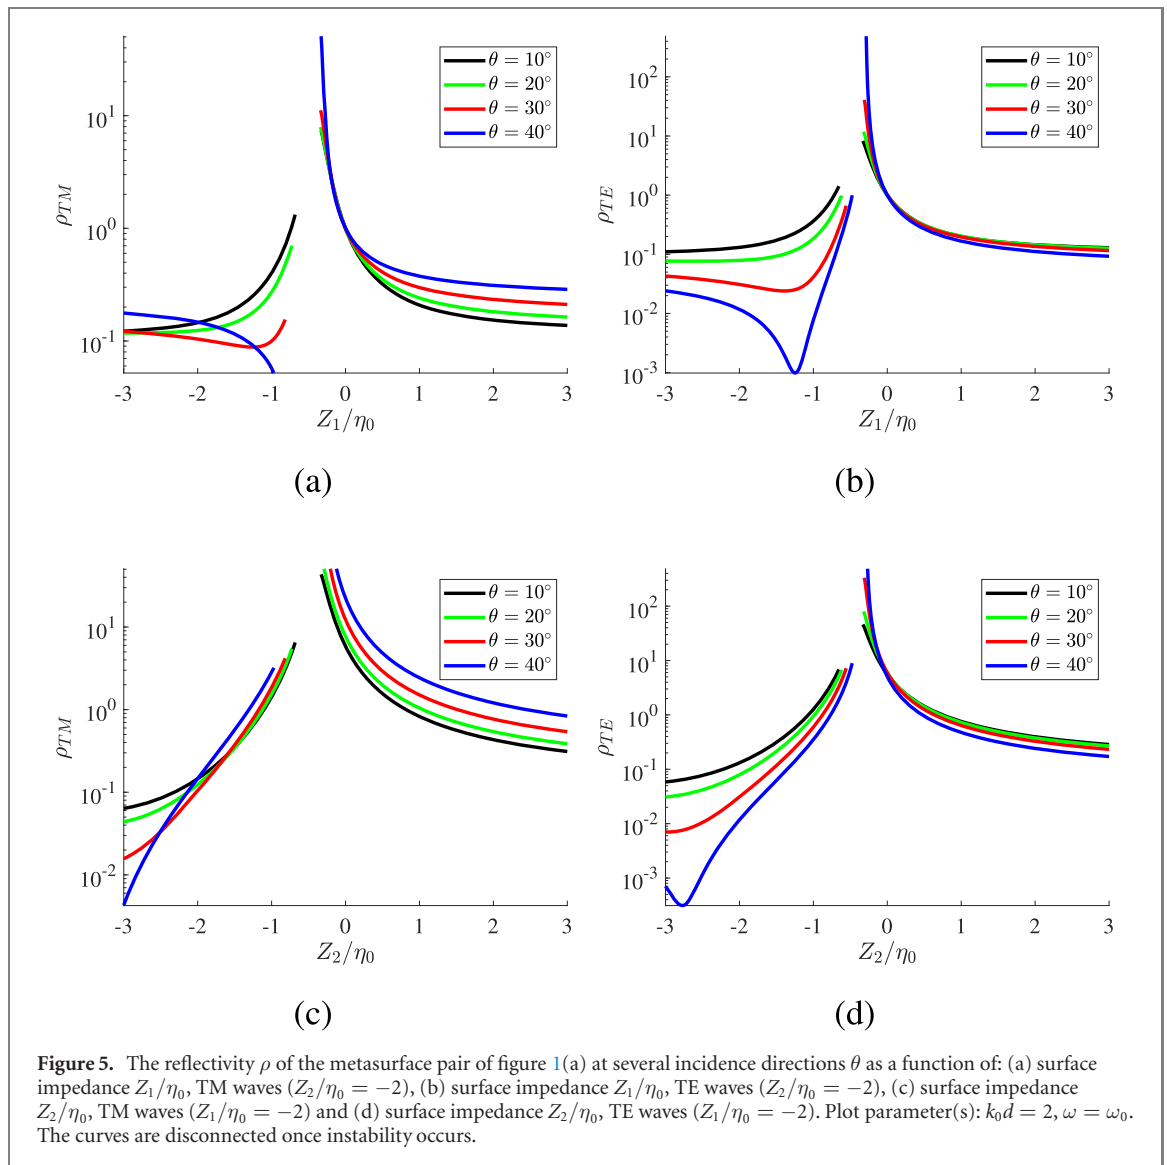 θ = 10°
θ = 20°
θ = 30°
θ = 40°
10^1
10^0
10^-1
ρ_TM
-3 -2 -1 0 1 2 3
Z_1/η_0
(a)
θ = 10°
θ = 20°
θ = 30°
θ = 40°
10^2
10^1
10^0
10^-1
10^-2
10^-3
ρ_TE
-3 -2 -1 0 1 2 3
Z_1/η_0
(b)
θ = 10°
θ = 20°
θ = 30°
θ = 40°
10^1
10^0
10^-1
10^-2
ρ_TM
-3 -2 -1 0 1 2 3
Z_2/η_0
(c)
θ = 10°
θ = 20°
θ = 30°
θ = 40°
10^2
10^1
10^0
10^-1
10^-2
10^-3
ρ_TE
-3 -2 -1 0 1 2 3
Z_2/η_0
(d)
Figure 5. The reflectivity ρ of the metasurface pair of figure 1(a) at several incidence directions θ as a function of: (a) surface
impedance Z_1/η_0, TM waves (Z_2/η_0 = −2), (b) surface impedance Z_1/η_0, TE waves (Z_2/η_0 = −2), (c) surface impedance
Z_2/η_0, TM waves (Z_1/η_0 = −2) and (d) surface impedance Z_2/η_0, TE waves (Z_1/η_0 = −2). Plot parameter(s): k_0d = 2, ω = ω_0.
The curves are disconnected once instability occurs.